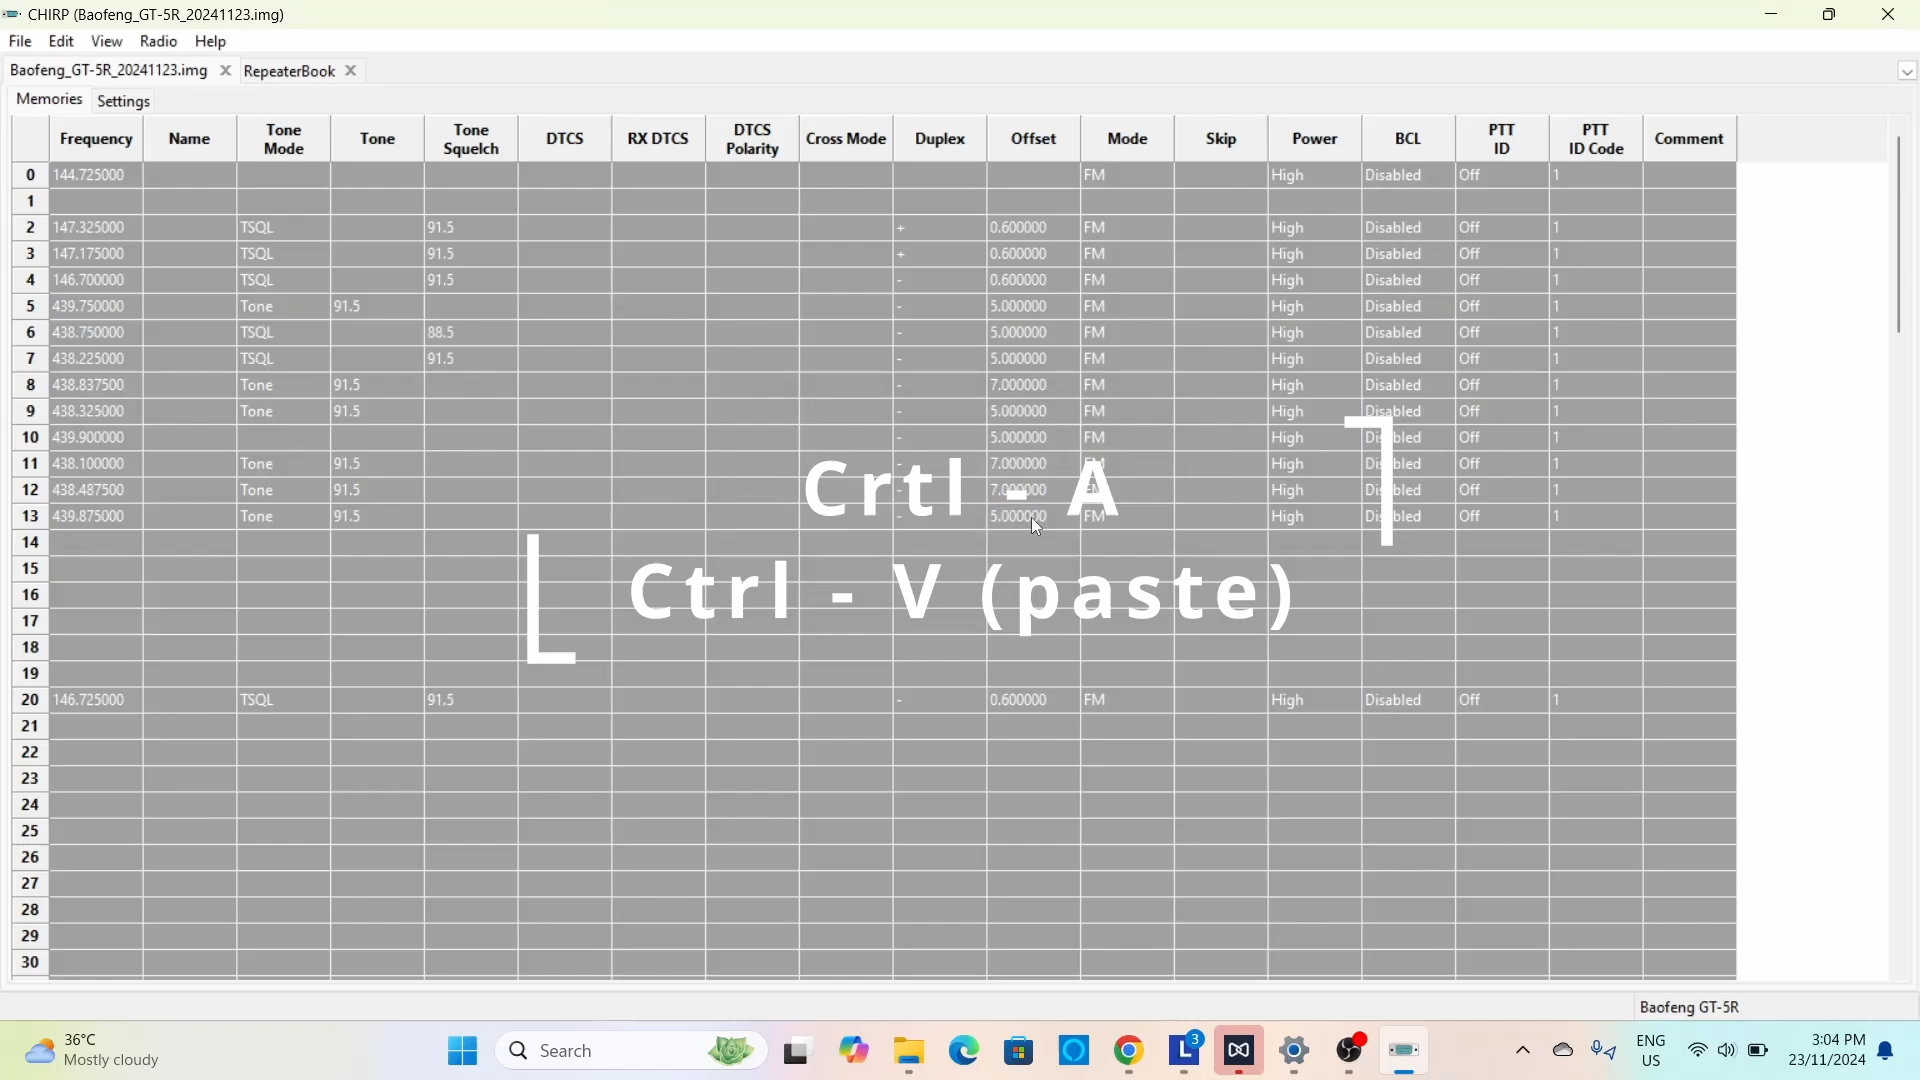 CHIRP (Baofeng_GT-5R_20241123.img)
File Edit View Radio Help
Baofeng_GT-5R_20241123.img RepeaterBook
Memories Settings
Frequency Name Tone Mode Tone Tone Squelch DTCS RX DTCS DTCS Polarity Cross Mode Duplex Offset Mode Skip Power BCL PTT ID PTT ID Code Comment
0 144.725000 FM High Disabled Off 1
1
2 147.325000 TSQL 91.5 + 0.600000 FM High Disabled Off 1
3 147.175000 TSQL 91.5 + 0.600000 FM High Disabled Off 1
4 146.700000 TSQL 91.5 - 0.600000 FM High Disabled Off 1
5 439.750000 Tone 91.5 - 5.000000 FM High Disabled Off 1
6 438.750000 TSQL 88.5 - 5.000000 FM High Disabled Off 1
7 438.225000 TSQL 91.5 - 5.000000 FM High Disabled Off 1
8 438.837500 Tone 91.5 - 7.000000 FM High Disabled Off 1
9 438.325000 Tone 91.5 - 5.000000 FM High Disabled Off 1
10 439.900000 - 5.000000 FM High Disabled Off 1
11 438.100000 Tone 91.5 - 7.000000 FM High Disabled Off 1
12 438.487500 Tone 91.5 - 7.000000 FM High Disabled Off 1
13 439.875000 Tone 91.5 - 5.000000 FM High Disabled Off 1
Crtl - A
Ctrl - V (paste)
14
15
16
17
18
19
20 146.725000 TSQL 91.5 - 0.600000 FM High Disabled Off 1
21
22
23
24
25
26
27
28
29
30
Baofeng GT-5R
36°C
Mostly cloudy
Search
L 3
ENG
US
3:04 PM
23/11/2024